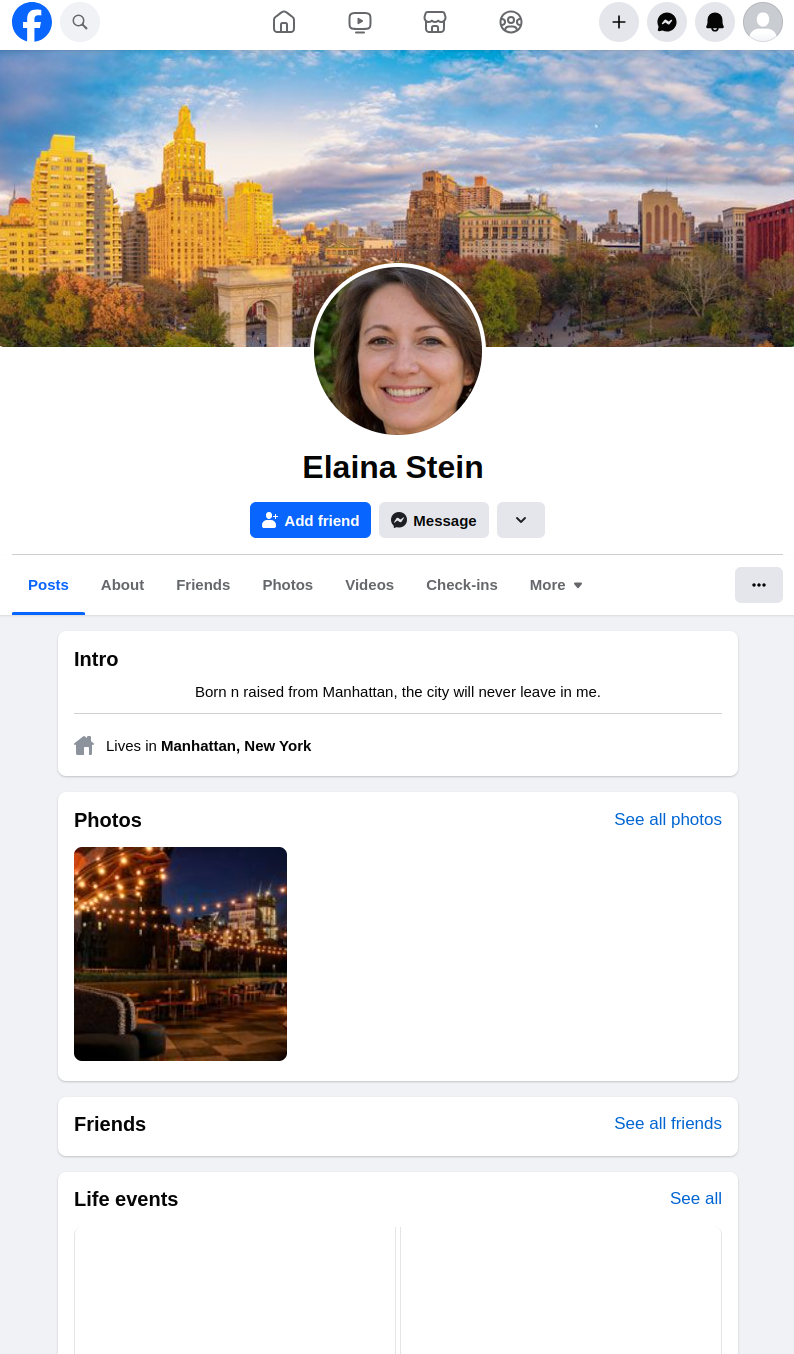 Elaina Stein
Add friend
Message
Posts
About
Friends
Photos
Videos
Check-ins
More
Intro
Born n raised from Manhattan, the city will never leave in me.
Lives in Manhattan, New York
Photos
See all photos
Friends
See all friends
Life events
See all